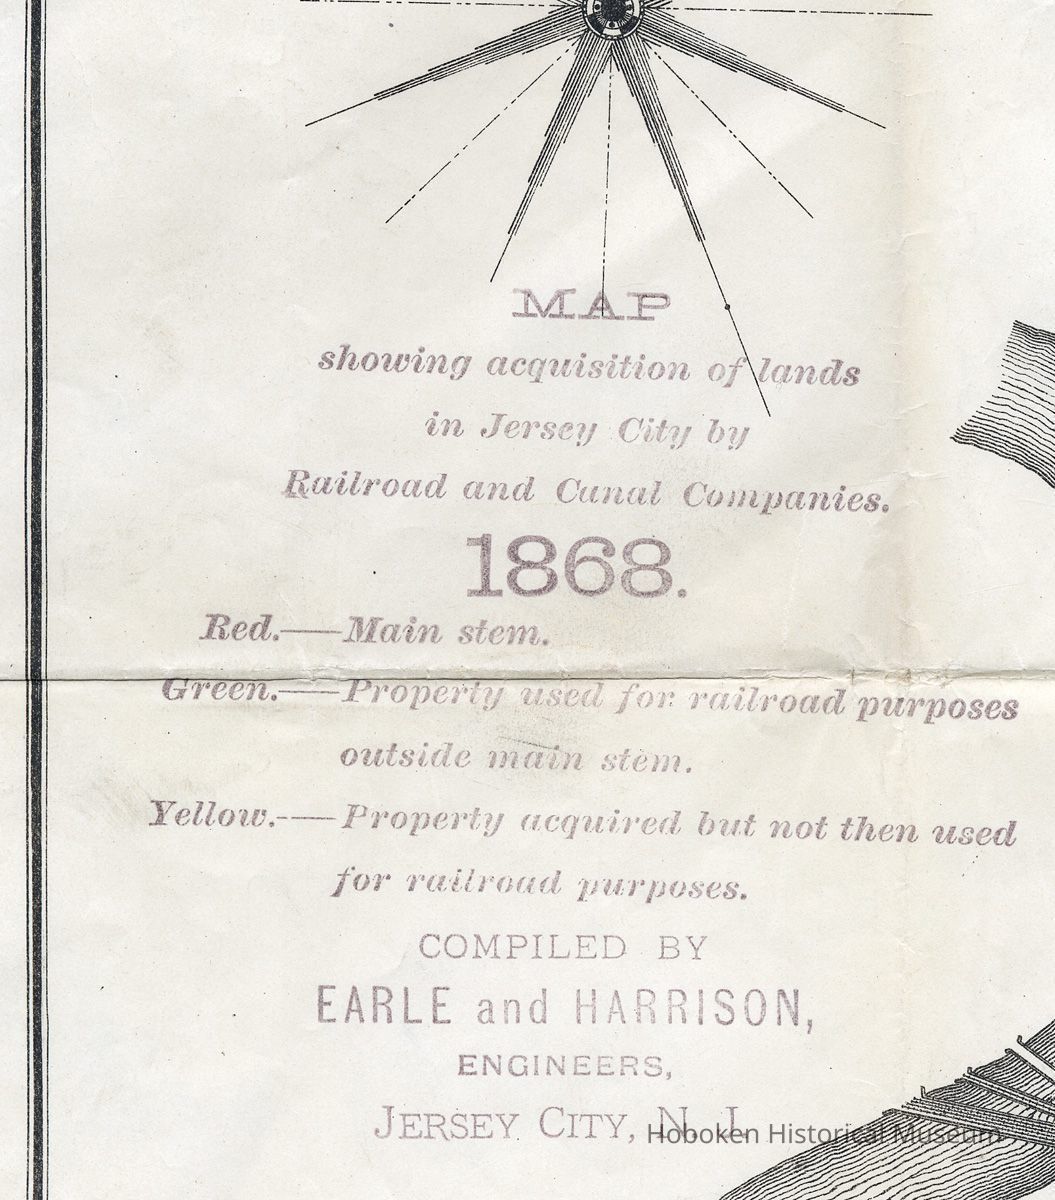 MAP
showing acquisition of lands
in Jersey City by
Railroad and Canal Companies.
1868.
Red.—Main stem.
Green.—Property used for railroad purposes
outside main stem.
Yellow.—Property acquired but not then used
for railroad purposes.
COMPILED BY
EARLE and HARRISON,
ENGINEERS,
JERSEY CITY, N. J.
Hoboken Historical Museum